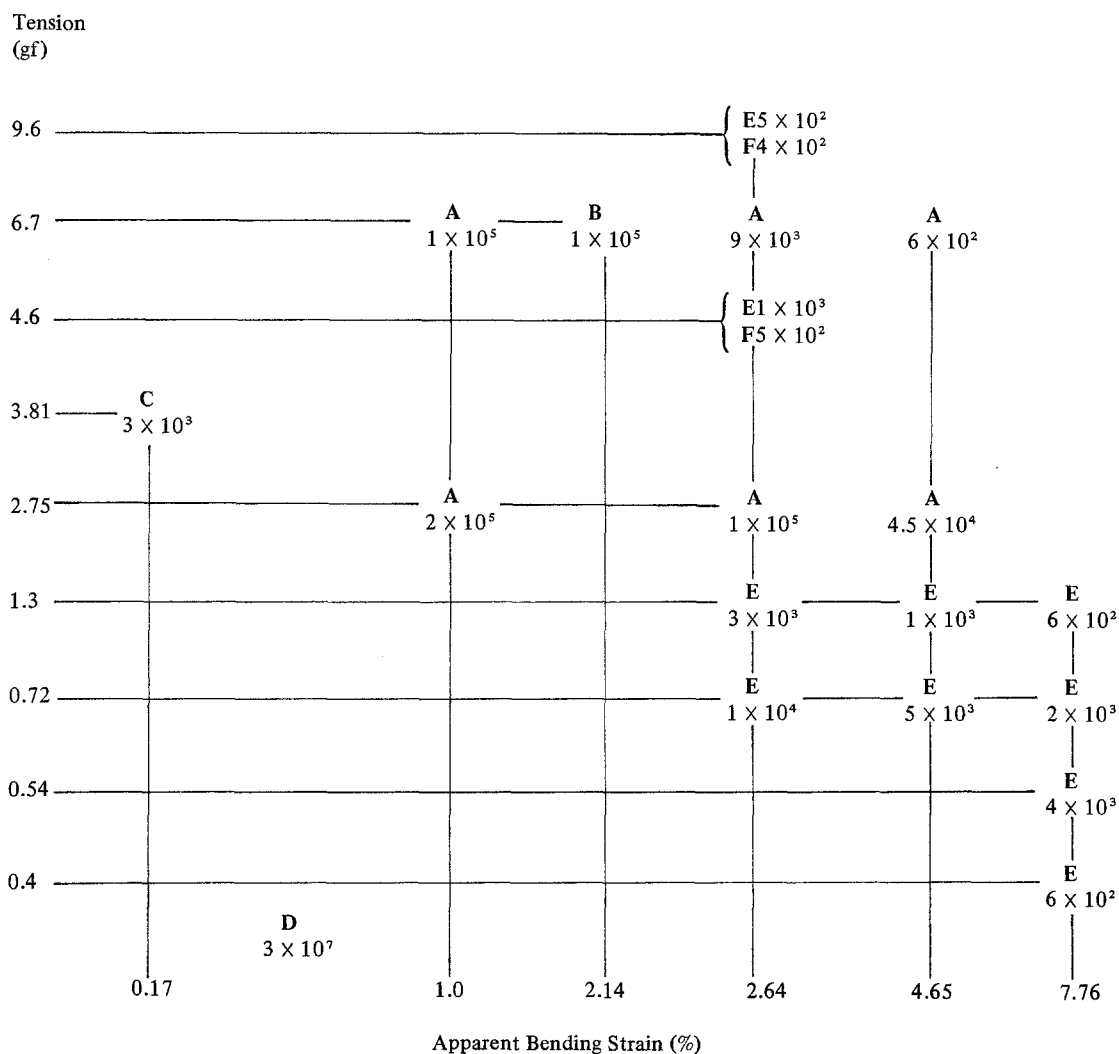 Tension
(gf)
9.6
E5 × 10²
F4 × 10²
6.7
A
1 × 10⁵
B
1 × 10⁵
A
9 × 10³
A
6 × 10²
4.6
E1 × 10³
F5 × 10²
3.81
C
3 × 10³
2.75
A
2 × 10⁵
A
1 × 10⁵
A
4.5 × 10⁴
1.3
E
3 × 10³
E
1 × 10³
E
6 × 10²
0.72
E
1 × 10⁴
E
5 × 10³
E
2 × 10³
0.54
E
4 × 10³
0.4
E
6 × 10²
D
3 × 10⁷
0.17 1.0 2.14 2.64 4.65 7.76
Apparent Bending Strain (%)